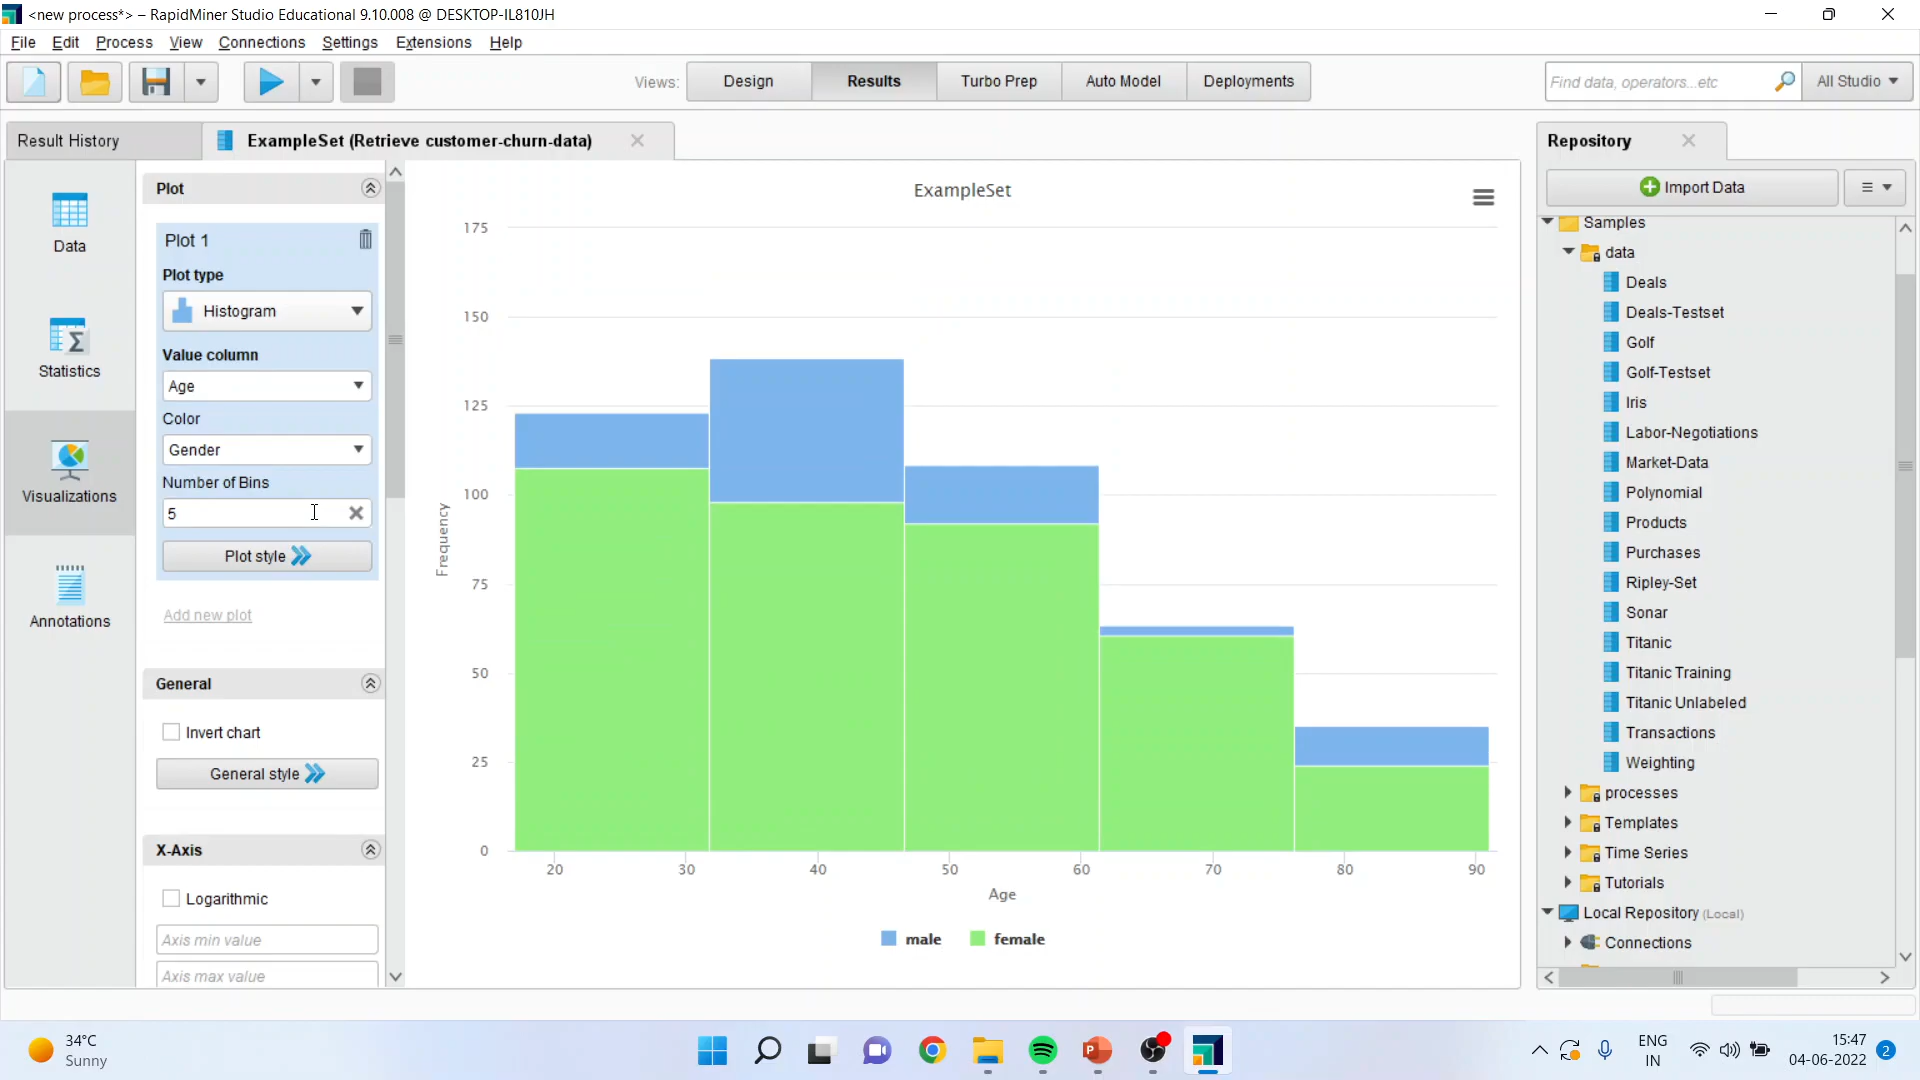 <new process*> – RapidMiner Studio Educational 9.10.008 @ DESKTOP-IL810JH
File Edit Process View Connections Settings Extensions Help
Views: Design Results Turbo Prep Auto Model Deployments
Find data, operators...etc
All Studio
Result History
ExampleSet (Retrieve customer-churn-data)
Repository
Data
Statistics
Visualizations
Annotations
Plot
Plot 1
Plot type
Histogram
Value column
Age
Color
Gender
Number of Bins
5
Plot style
Add new plot
General
Invert chart
General style
X-Axis
Logarithmic
Axis min value
Axis max value
ExampleSet
175
150
125
100
75
50
25
0
Frequency
20 30 40 50 60 70 80 90
Age
male female
Import Data
Samples
data
Deals
Deals-Testset
Golf
Golf-Testset
Iris
Labor-Negotiations
Market-Data
Polynomial
Products
Purchases
Ripley-Set
Sonar
Titanic
Titanic Training
Titanic Unlabeled
Transactions
Weighting
processes
Templates
Time Series
Tutorials
Local Repository (Local)
Connections
34°C
Sunny
P
ENG
IN
15:47
04-06-2022
2